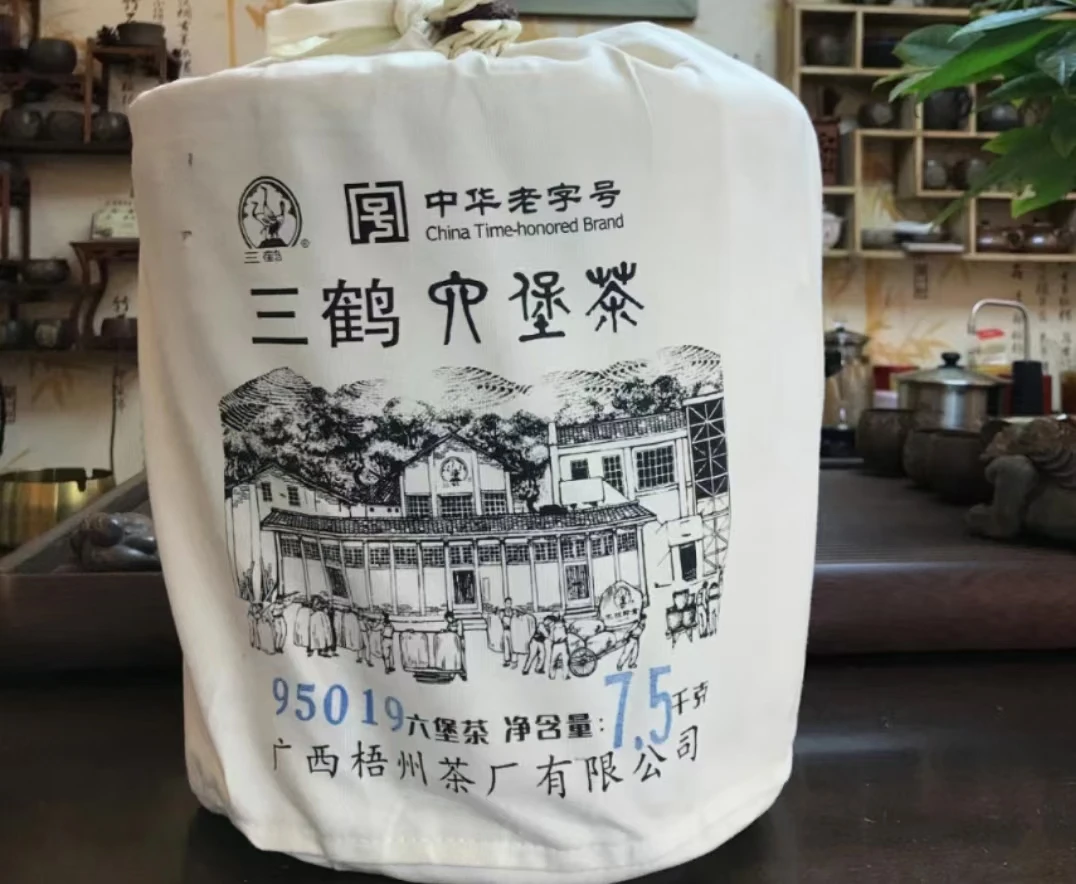 三鹤
®
中华老字号
China Time-honored Brand
三鹤六堡茶
95019六堡茶 净含量:7.5千克
广西梧州茶厂有限公司